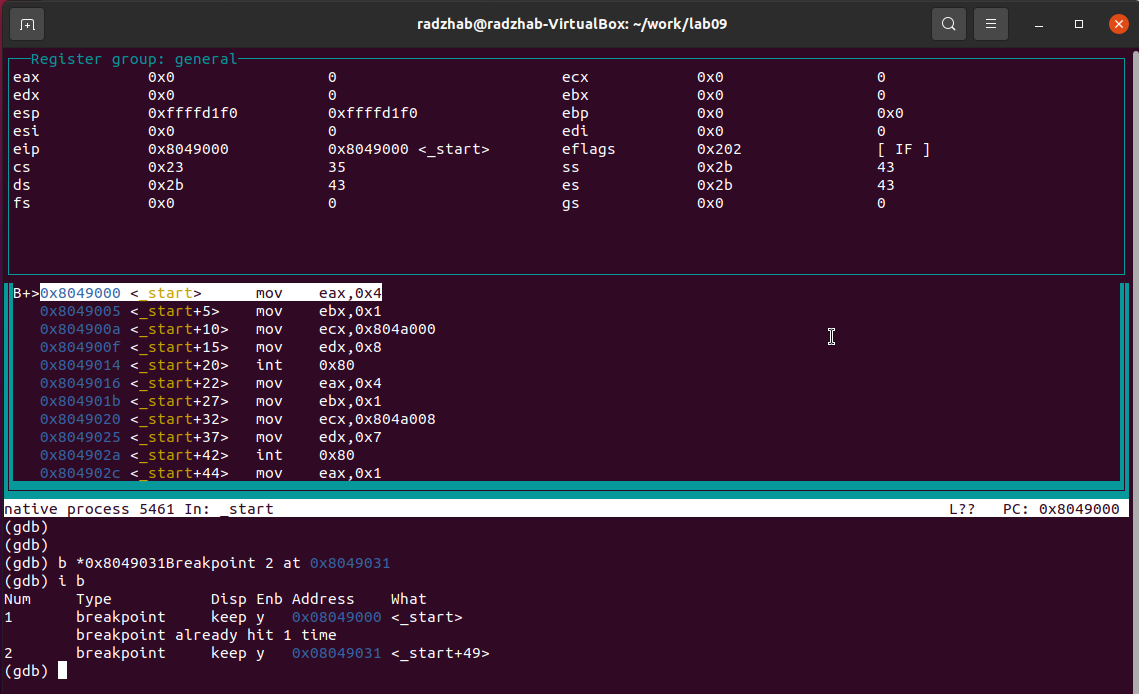 radzhab@radzhab-VirtualBox: ~/work/lab09
Register group: general
eax 0x0 0 ecx 0x0 0
edx 0x0 0 ebx 0x0 0
esp 0xffffd1f0 0xffffd1f0 ebp 0x0 0x0
esi 0x0 0 edi 0x0 0
eip 0x8049000 0x8049000 <_start> eflags 0x202 [ IF ]
cs 0x23 35 ss 0x2b 43
ds 0x2b 43 es 0x2b 43
fs 0x0 0 gs 0x0 0
B+>0x8049000 <_start> mov eax,0x4
0x8049005 <_start+5> mov ebx,0x1
0x804900a <_start+10> mov ecx,0x804a000
0x804900f <_start+15> mov edx,0x8
0x8049014 <_start+20> int 0x80
0x8049016 <_start+22> mov eax,0x4
0x804901b <_start+27> mov ebx,0x1
0x8049020 <_start+32> mov ecx,0x804a008
0x8049025 <_start+37> mov edx,0x7
0x804902a <_start+42> int 0x80
0x804902c <_start+44> mov eax,0x1
native process 5461 In: _start L?? PC: 0x8049000
(gdb)
(gdb)
(gdb) b *0x8049031Breakpoint 2 at 0x8049031
(gdb) i b
Num Type Disp Enb Address What
1 breakpoint keep y 0x08049000 <_start>
breakpoint already hit 1 time
2 breakpoint keep y 0x08049031 <_start+49>
(gdb)